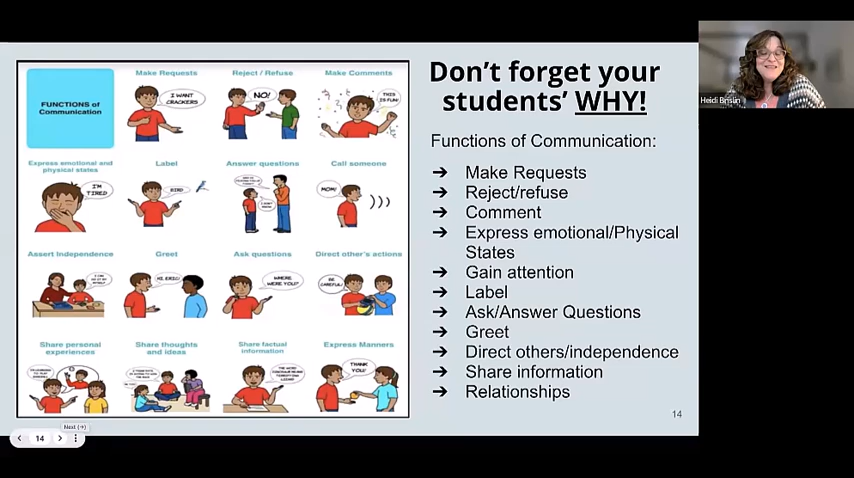 FUNCTIONS of
Communication
Make Requests
I WANT
CRACKERS
Reject / Refuse
NO!
Make Comments
THIS
IS FUN!
Express emotional and
physical states
I'M
TIRED
Label
BIRD
Answer questions
Call someone
MOM!
Assert Independence
Greet
HI, ERIC!
Ask questions
WHERE
WERE YOU?
Direct other's actions
BE
CAREFUL!
Share personal
experiences
Share thoughts
and ideas
Share factual
information
Express Manners
THANK
YOU!
Don't forget your
students' WHY!
Functions of Communication:
➔ Make Requests
➔ Reject/refuse
➔ Comment
➔ Express emotional/Physical
States
➔ Gain attention
➔ Label
➔ Ask/Answer Questions
➔ Greet
➔ Direct others/independence
➔ Share information
➔ Relationships
14
Next (→)
14
Heidi